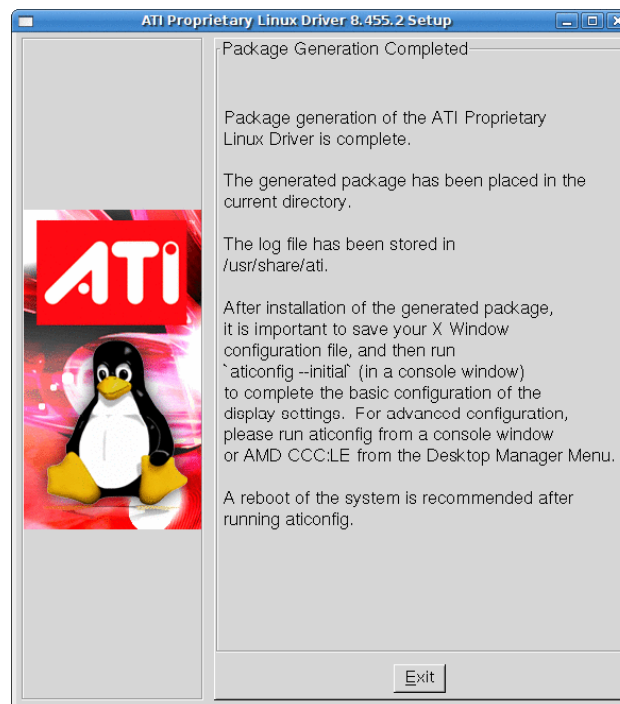 ATI Proprietary Linux Driver 8.455.2 Setup
Package Generation Completed
Package generation of the ATI Proprietary
Linux Driver is complete.
The generated package has been placed in the
current directory.
The log file has been stored in
/usr/share/ati.
After installation of the generated package,
it is important to save your X Window
configuration file, and then run
`aticonfig --initial` (in a console window)
to complete the basic configuration of the
display settings. For advanced configuration,
please run aticonfig from a console window
or AMD CCC:LE from the Desktop Manager Menu.
A reboot of the system is recommended after
running aticonfig.
ATI
Exit